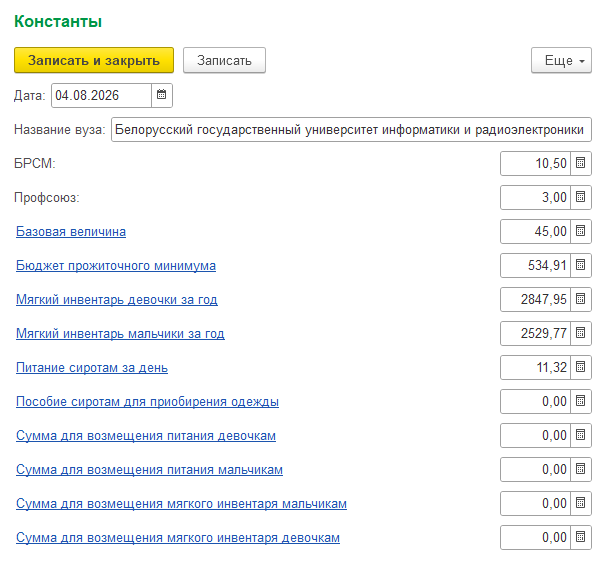 Константы
Записать и закрыть Записать Еще
Дата: 04.08.2026
Название вуза: Белорусский государственный университет информатики и радиоэлектроники
БРСМ: 10,50
Профсоюз: 3,00
Базовая величина 45,00
Бюджет прожиточного минимума 534,91
Мягкий инвентарь девочки за год 2847,95
Мягкий инвентарь мальчики за год 2529,77
Питание сиротам за день 11,32
Пособие сиротам для приобирения одежды 0,00
Сумма для возмещения питания девочкам 0,00
Сумма для возмещения питания мальчикам 0,00
Сумма для возмещения мягкого инвентаря мальчикам 0,00
Сумма для возмещения мягкого инвентаря девочкам 0,00